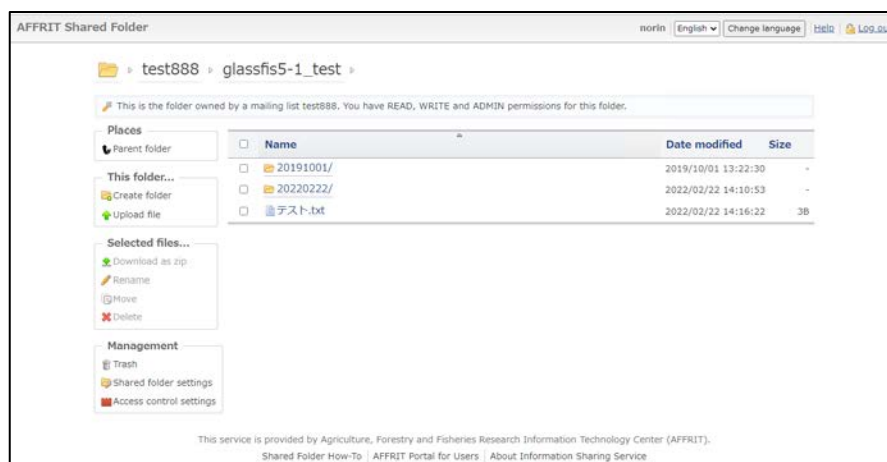 AFFRIT Shared Folder norin English Change language Help Log ou
test888 glassfis5-1_test
This is the folder owned by a mailing list test888. You have READ, WRITE and ADMIN permissions for this folder.
Places
Parent folder
This folder...
Create folder
Upload file
Selected files...
Download as zip
Rename
Move
Delete
Management
Trash
Shared folder settings
Access control settings
Name Date modified Size
20191001/ 2019/10/01 13:22:30 -
20220222/ 2022/02/22 14:10:53 -
テスト.txt 2022/02/22 14:16:22 3B
This service is provided by Agriculture, Forestry and Fisheries Research Information Technology Center (AFFRIT).
Shared Folder How-To | AFFRIT Portal for Users | About Information Sharing Service